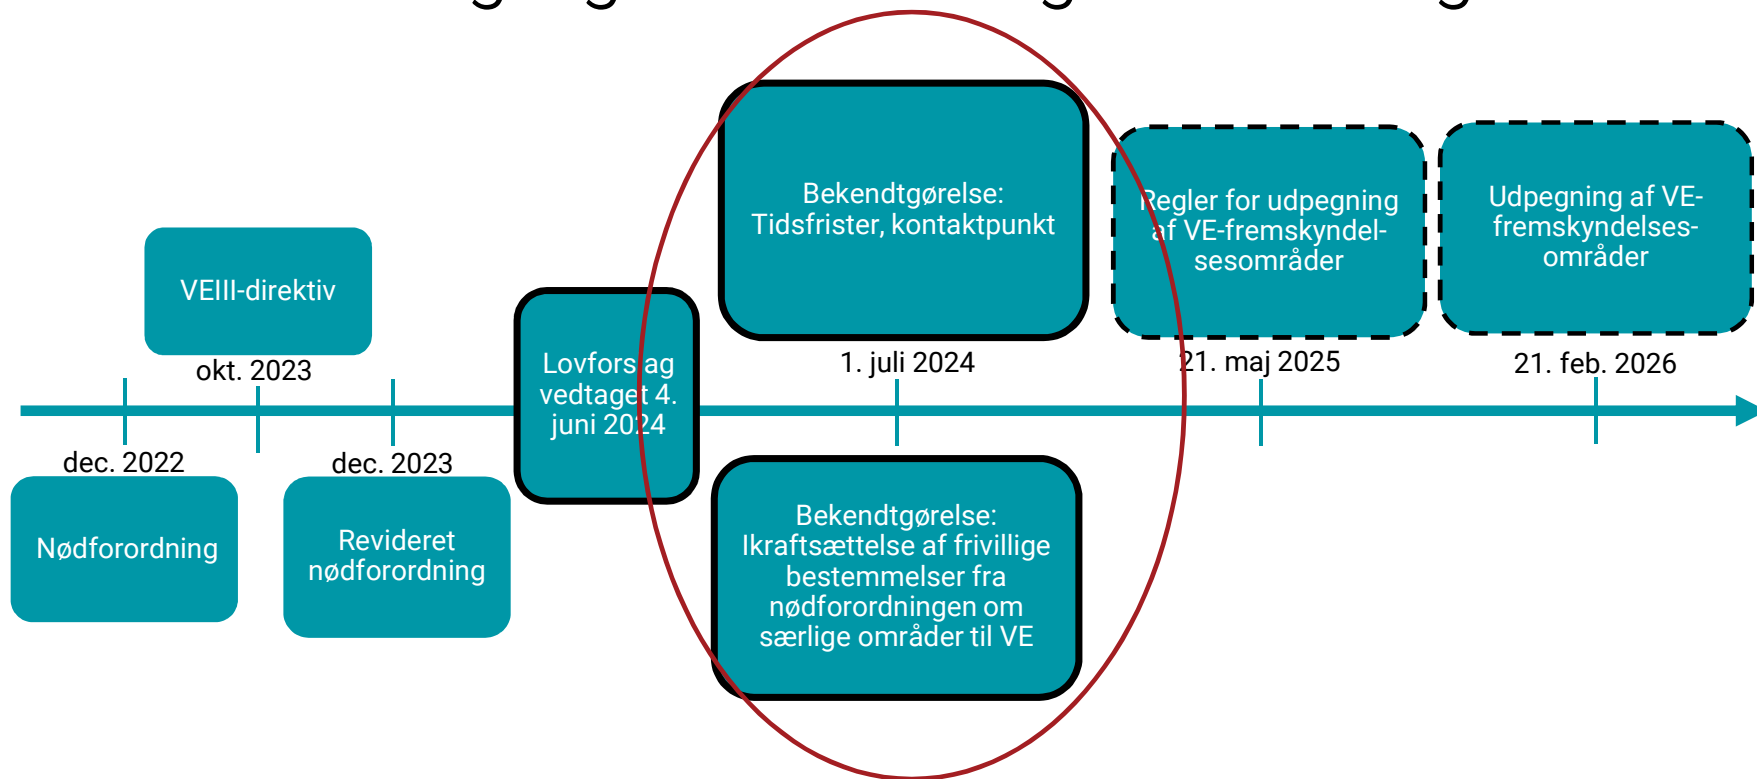 VEIII-direktiv
okt. 2023
dec. 2022
Nødforordning
dec. 2023
Revideret
nødforordning
Lovforslag
vedtaget 4.
juni 2024
Bekendtgørelse:
Tidsfrister, kontaktpunkt
1. juli 2024
Bekendtgørelse:
Ikraftsættelse af frivillige
bestemmelser fra
nødforordningen om
særlige områder til VE
Regler for udpegning
af VE-fremskyndel-
sesområder
21. maj 2025
Udpegning af VE-
fremskyndelses-
områder
21. feb. 2026